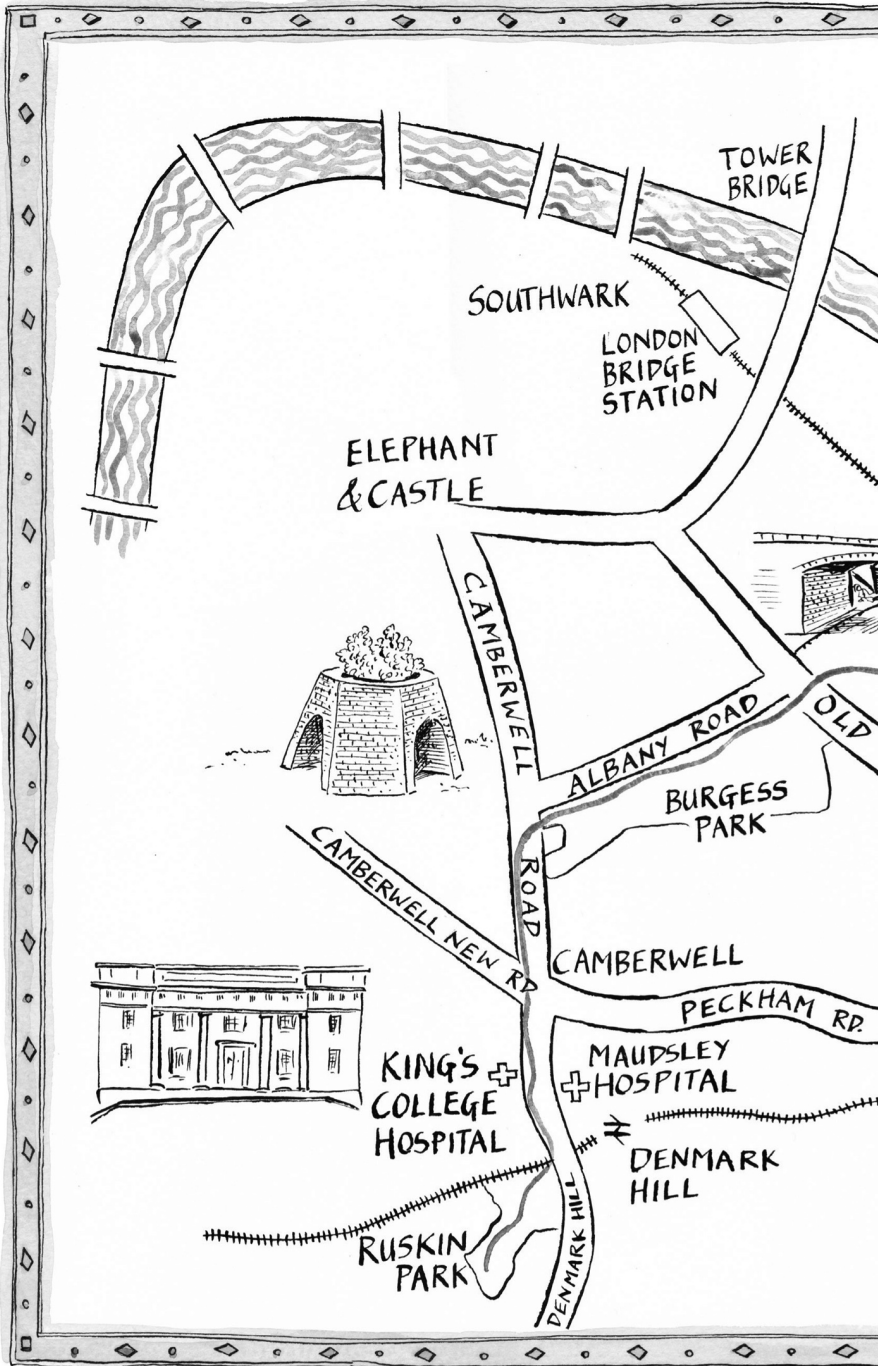 TOWER
BRIDGE
SOUTHWARK
LONDON
BRIDGE
STATION
ELEPHANT
& CASTLE
CAMBERWELL
ROAD
ALBANY ROAD
OLD
BURGESS
PARK
CAMBERWELL NEW RD
CAMBERWELL
PECKHAM RD.
KING'S
COLLEGE
HOSPITAL
MAUDSLEY
HOSPITAL
DENMARK
HILL
RUSKIN
PARK
DENMARK HILL